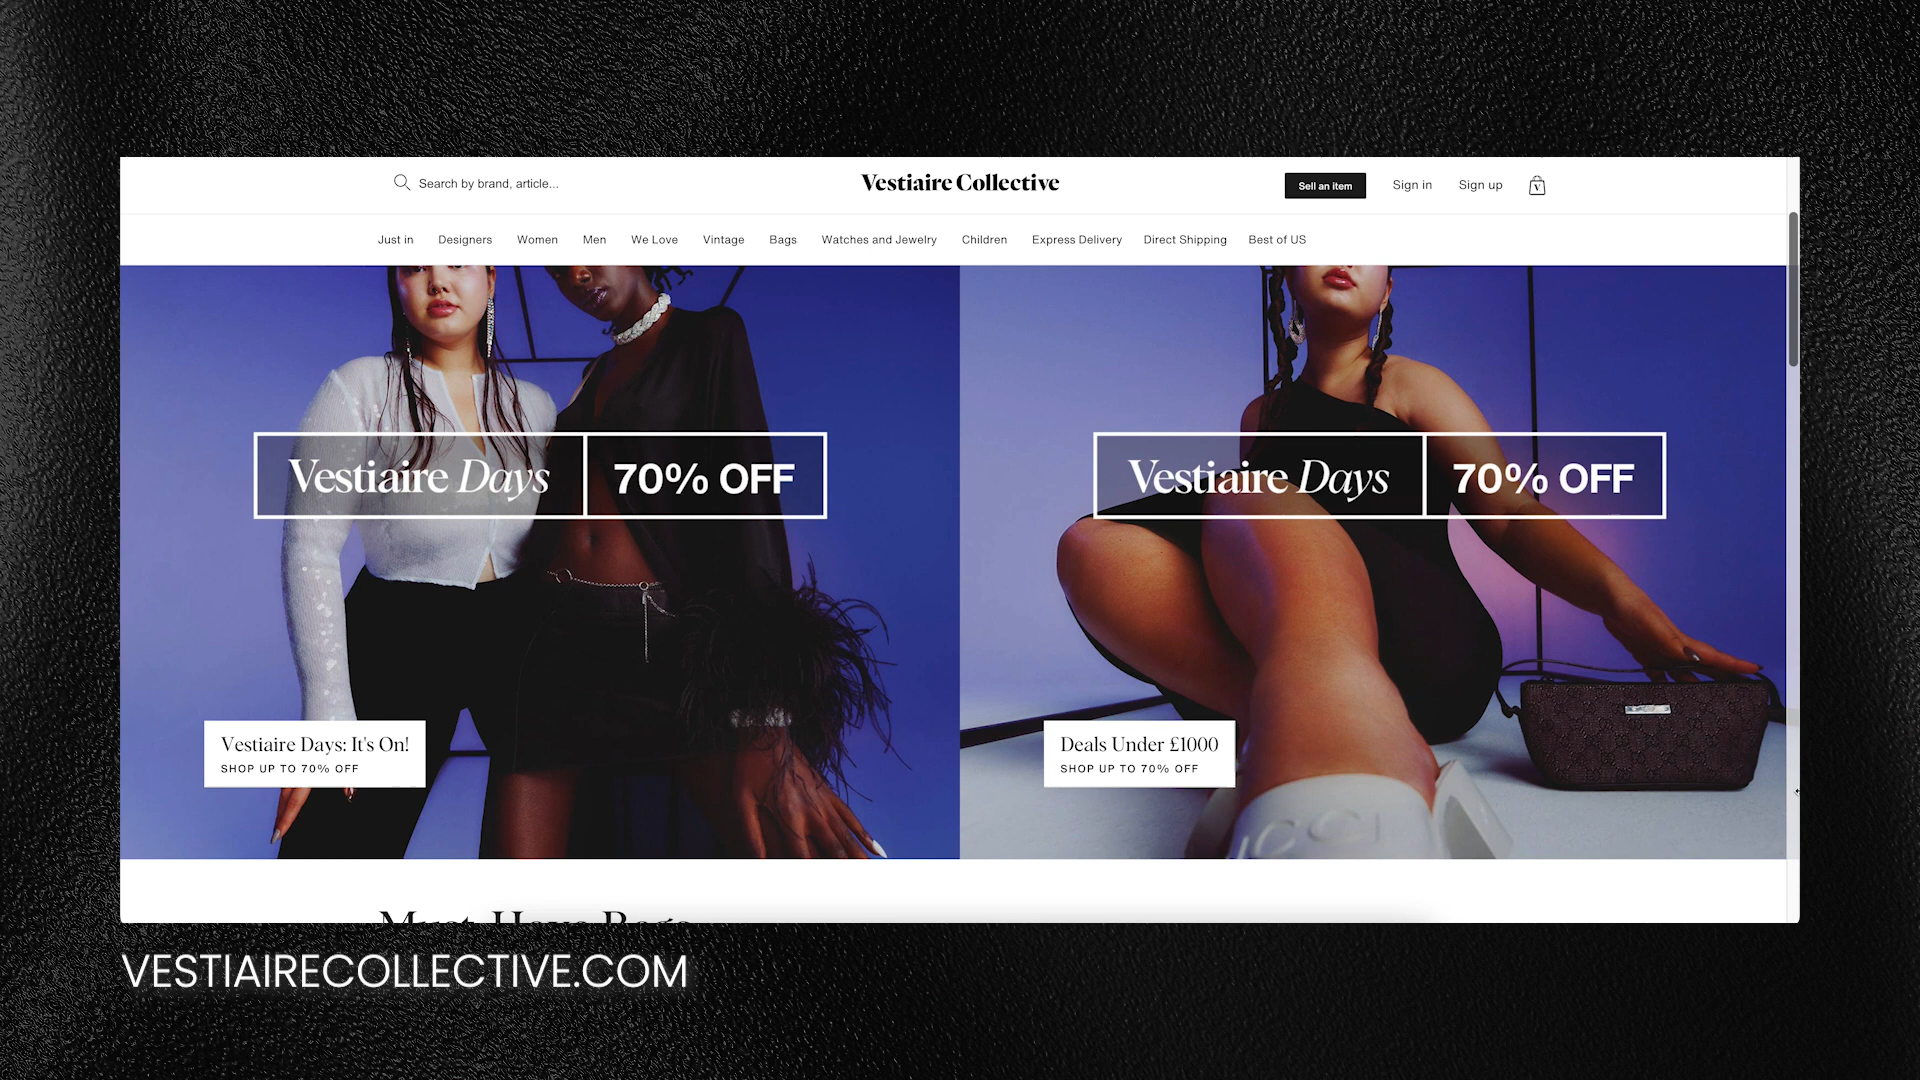 Search by brand, article...
Vestiaire Collective
Sell an item
Sign in
Sign up
V
Just in
Designers
Women
Men
We Love
Vintage
Bags
Watches and Jewelry
Children
Express Delivery
Direct Shipping
Best of US
Vestiaire Days 70% OFF
Vestiaire Days 70% OFF
Vestiaire Days: It's On!
SHOP UP TO 70% OFF
Deals Under £1000
SHOP UP TO 70% OFF
Must-Have Bags
VESTIAIRECOLLECTIVE.COM